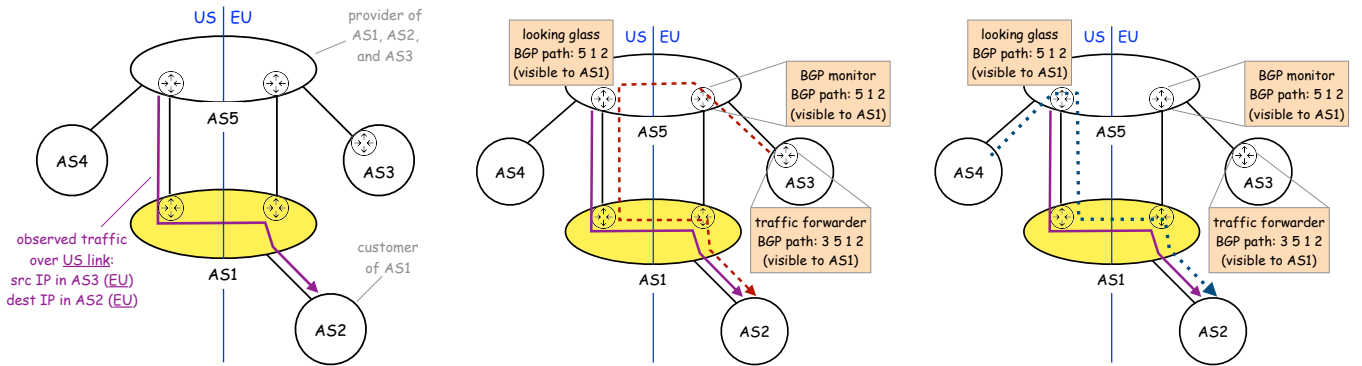 US EU
provider of
AS1, AS2,
and AS3
AS5
AS4
AS3
observed traffic
over US link:
src IP in AS3 (EU)
dest IP in AS2 (EU)
customer
of AS1
AS1
AS2
looking glass
BGP path: 5 1 2
(visible to AS1)
US EU
BGP monitor
BGP path: 5 1 2
(visible to AS1)
AS5
AS4
AS3
traffic forwarder
BGP path: 3 5 1 2
(visible to AS1)
AS1
AS2
looking glass
BGP path: 5 1 2
(visible to AS1)
US EU
BGP monitor
BGP path: 5 1 2
(visible to AS1)
AS5
AS4
AS3
traffic forwarder
BGP path: 3 5 1 2
(visible to AS1)
AS1
AS2